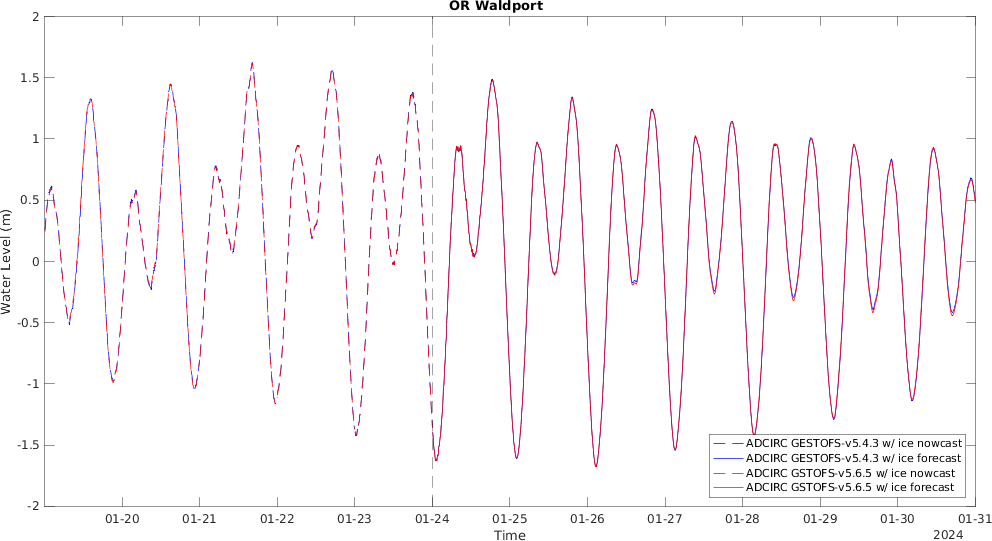 OR Waldport
2
1.5
1
0.5
0
-0.5
-1
-1.5
-2
Water Level (m)
01-20 01-21 01-22 01-23 01-24 01-25 01-26 01-27 01-28 01-29 01-30 01-31
Time
2024
ADCIRC GESTOFS-v5.4.3 w/ ice nowcast
ADCIRC GESTOFS-v5.4.3 w/ ice forecast
ADCIRC GSTOFS-v5.6.5 w/ ice nowcast
ADCIRC GSTOFS-v5.6.5 w/ ice forecast